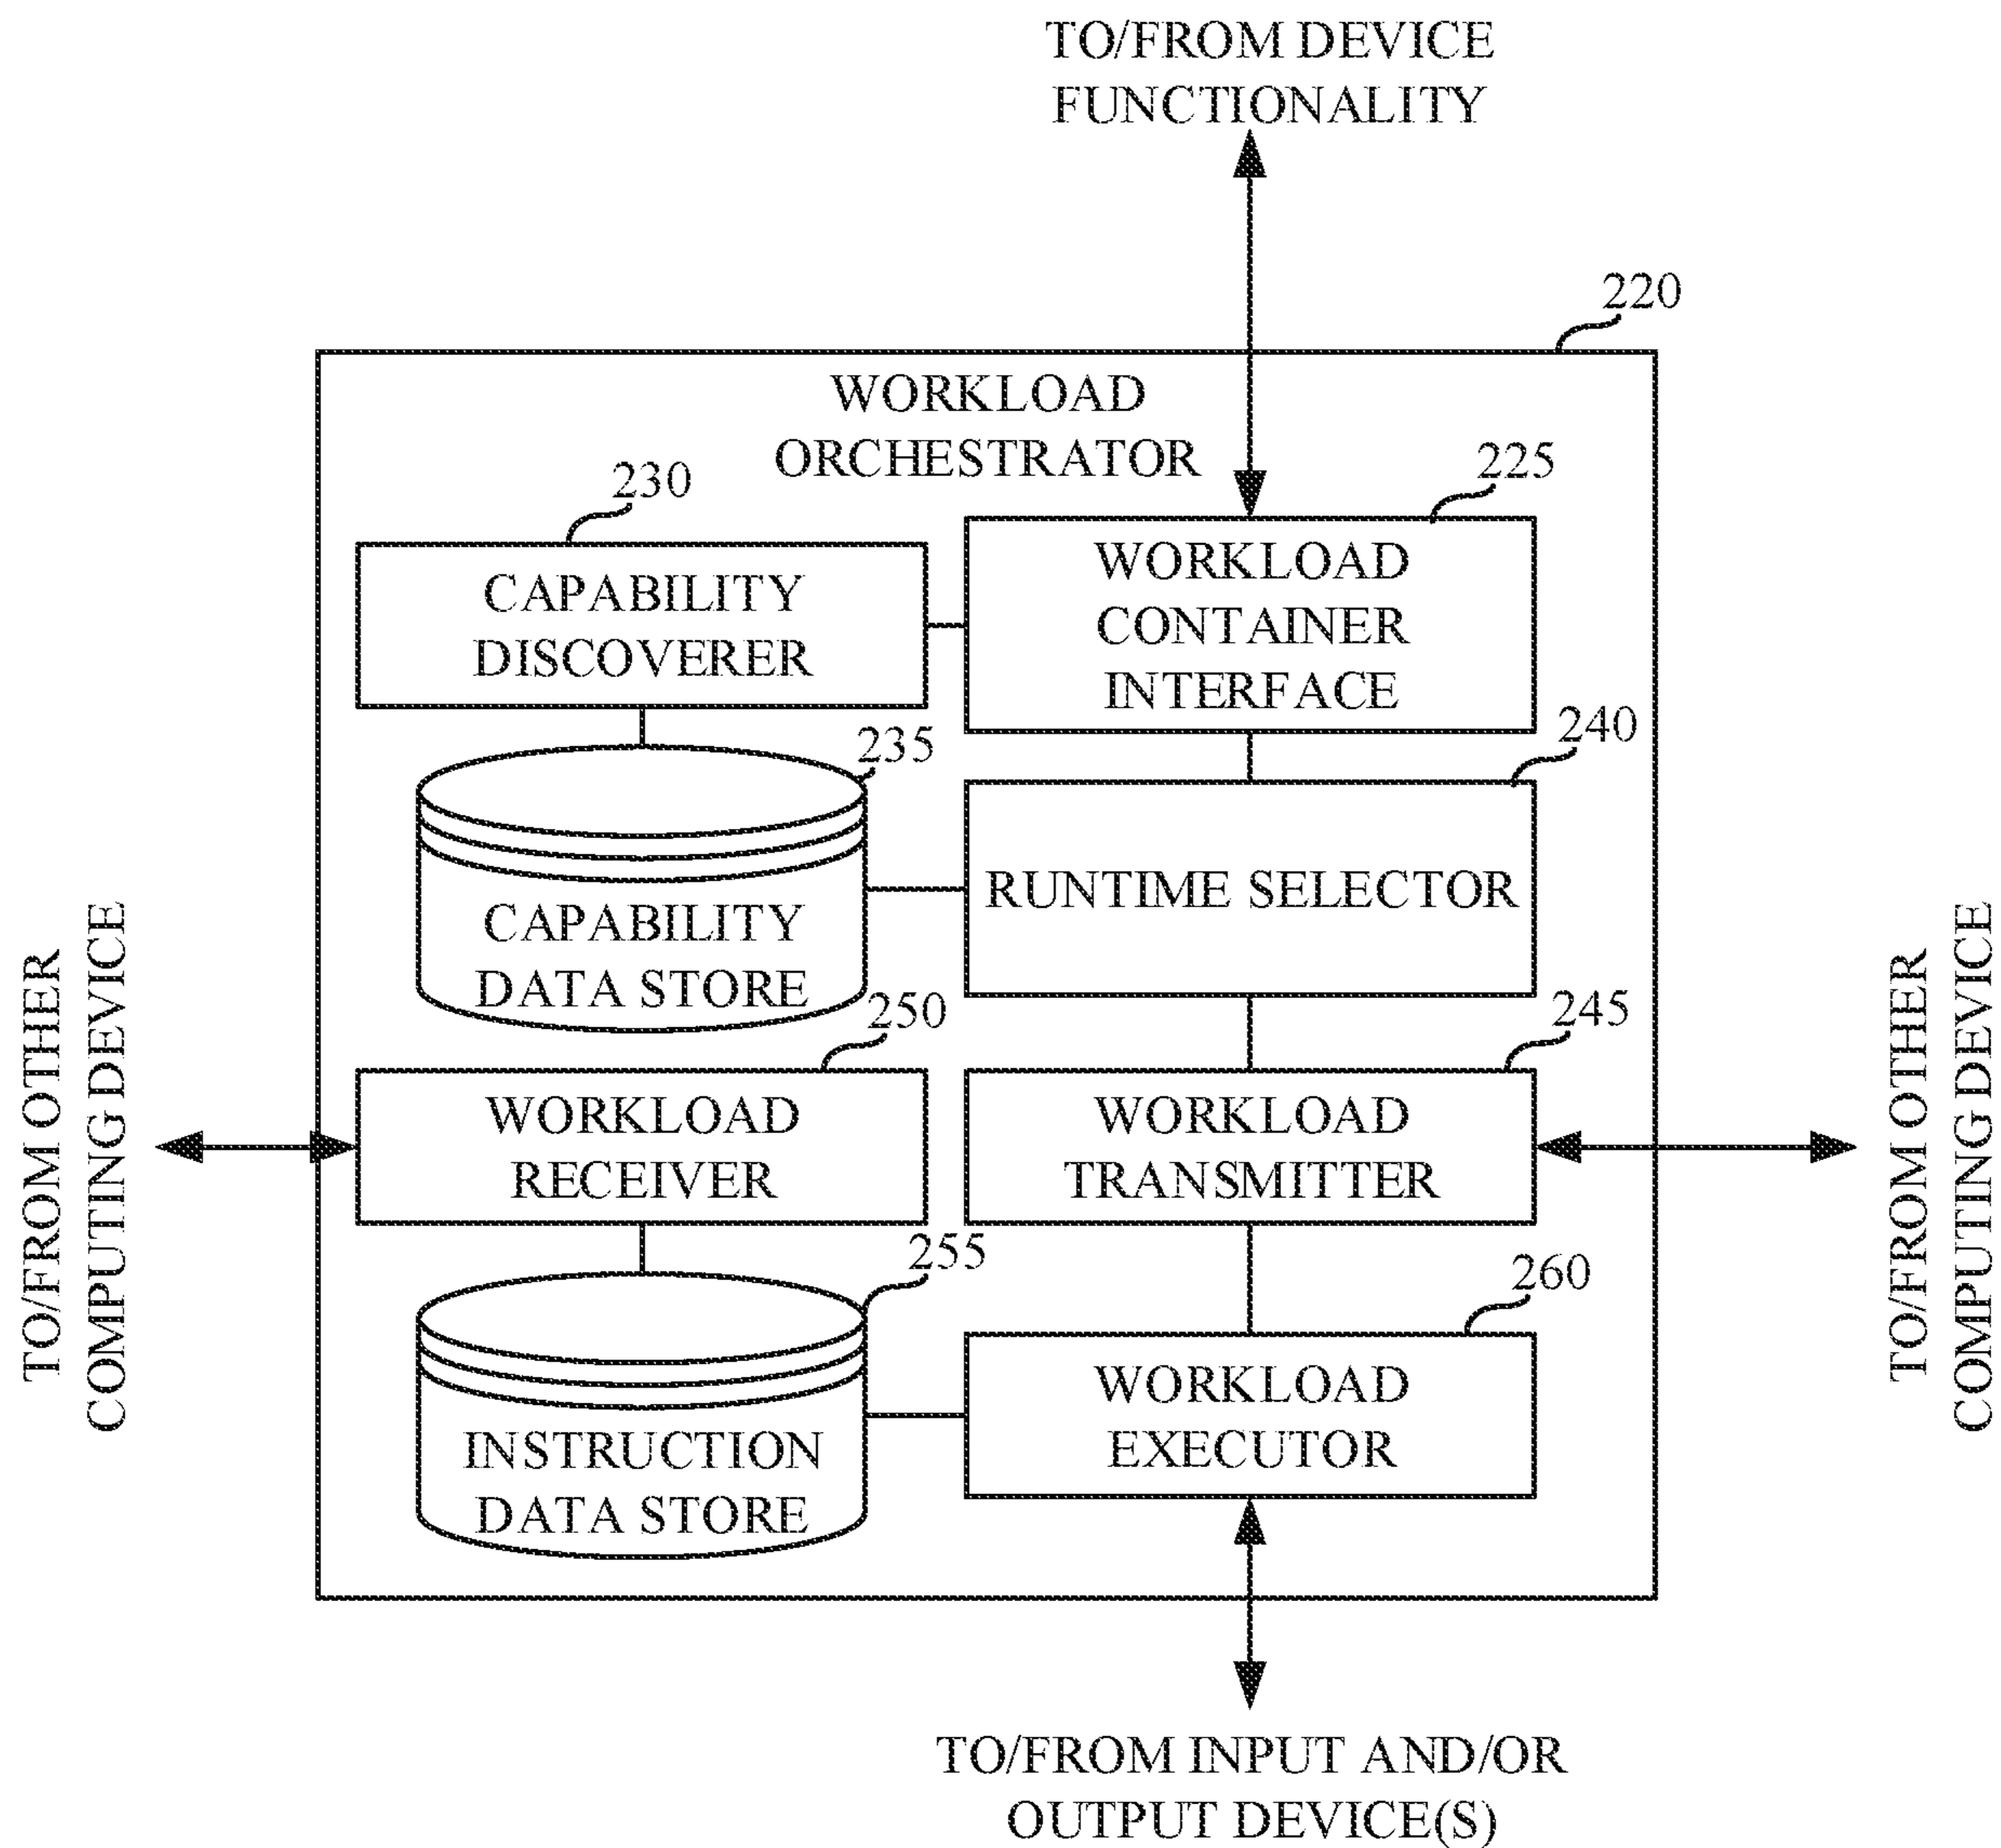 TO/FROM DEVICE
FUNCTIONALITY
220
WORKLOAD
ORCHESTRATOR
225
230
WORKLOAD
CONTAINER
INTERFACE
CAPABILITY
DISCOVERER
235
240
RUNTIME SELECTOR
CAPABILITY
DATA STORE
250
245
TO/FROM OTHER
COMPUTING DEVICE
WORKLOAD
RECEIVER
WORKLOAD
TRANSMITTER
TO/FROM OTHER
COMPUTING DEVICE
255
260
INSTRUCTION
DATA STORE
WORKLOAD
EXECUTOR
TO/FROM INPUT AND/OR
OUTPUT DEVICE(S)